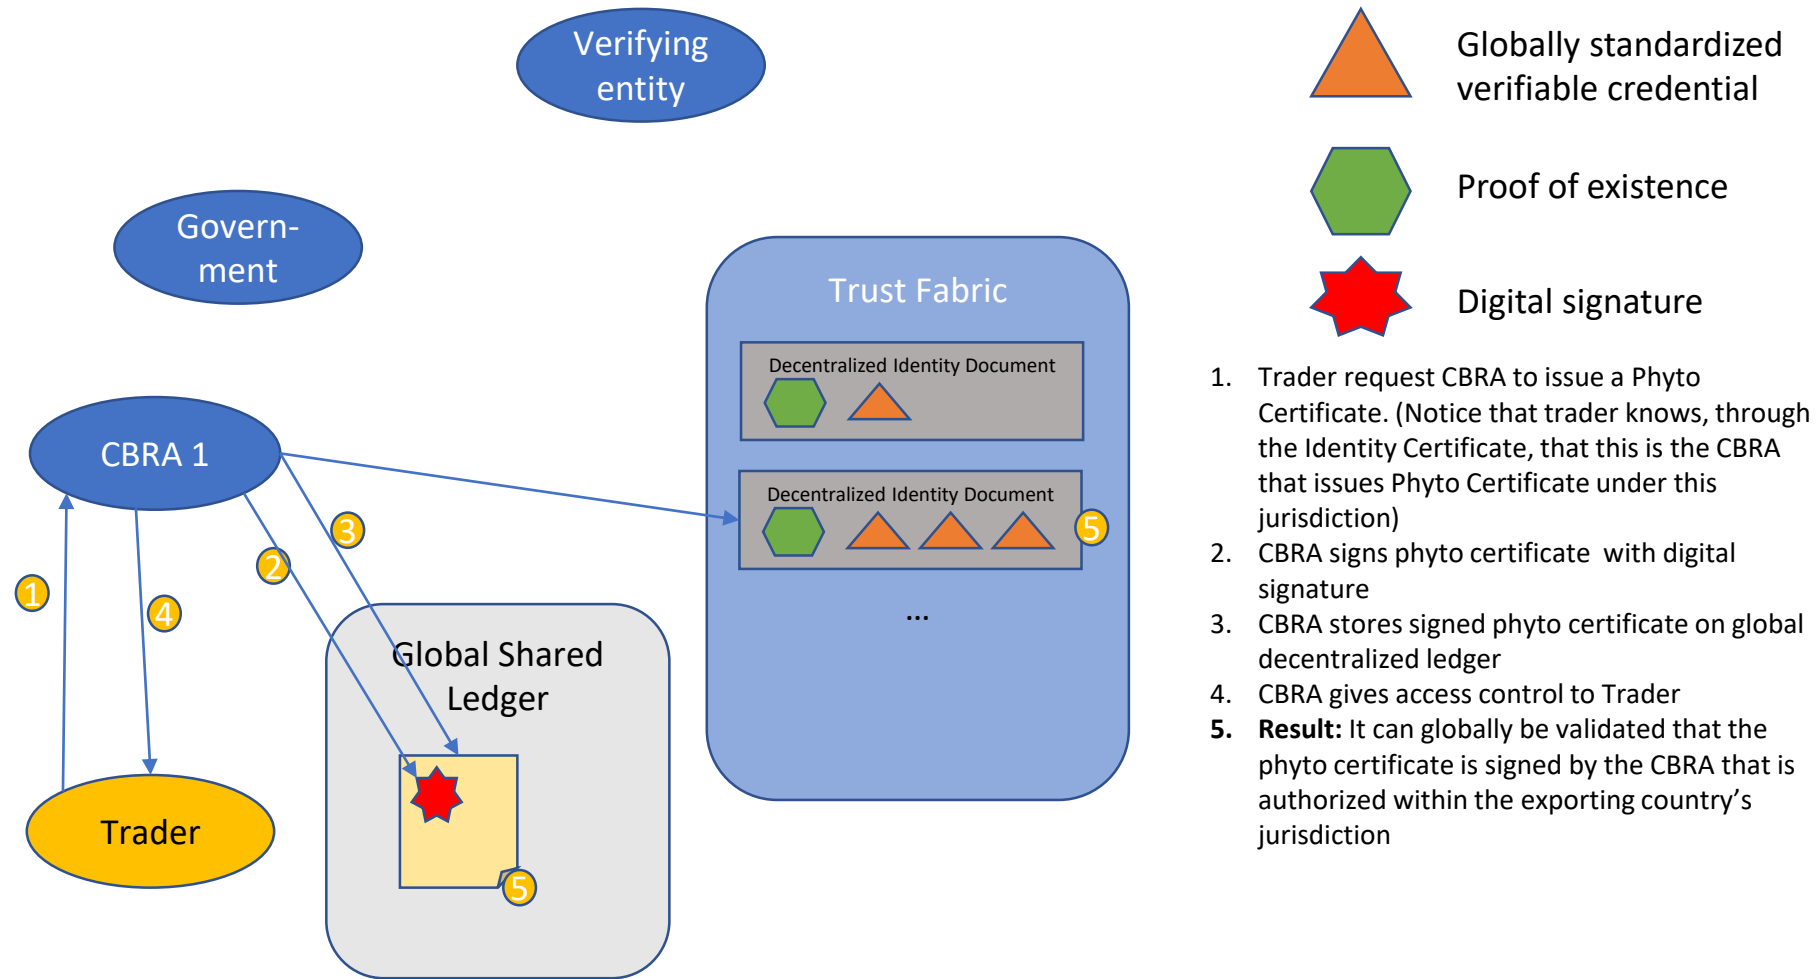 Verifying
entity
Govern-
ment
CBRA 1
Trader
1
4
2
3
Global Shared
Ledger
5
Trust Fabric
Decentralized Identity Document
Decentralized Identity Document
5
...
Globally standardized
verifiable credential
Proof of existence
Digital signature
1. Trader request CBRA to issue a Phyto
Certificate. (Notice that trader knows, through
the Identity Certificate, that this is the CBRA
that issues Phyto Certificate under this
jurisdiction)
2. CBRA signs phyto certificate with digital
signature
3. CBRA stores signed phyto certificate on global
decentralized ledger
4. CBRA gives access control to Trader
5. Result: It can globally be validated that the
phyto certificate is signed by the CBRA that is
authorized within the exporting country’s
jurisdiction